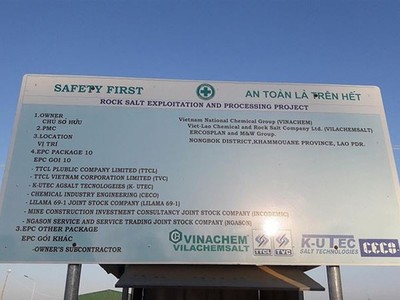 SAFETY FIRST AN TOÀN LÀ TRÊN HẾT
ROCK SALT EXPLOITATION AND PROCESSING PROJECT
1.OWNER Vietnam National Chemical Group (VINACHEM)
CHỦ SỞ HỮU Viet-Lao Chemical and Rock Salt Company Ltd. (VILACHEMSALT)
2.PMC ERCOSPLAN and M&W Group.
3.LOCATION NONGBOK DISTRICT, KHAMMOUANE PROVINCE, LAO PDR.
VỊ TRÍ
4.EPC PACKAGE 10
EPC GÓI 10
- TTCL PLUBLIC COMPANY LIMITED (TTCL)
- TTCL VIETNAM CORPORATION LIMITED (TVC)
- K-UTEC AGSALT TECNOLOGIES (K- UTEC)
- CHEMICAL INDUSTRY ENGINEERING (CECO)
- LILAMA 69-1 JOINT STOCK COMPANY (LILAMA 69-1)
- MINE CONSTRUCTION INVESTMENT CONSULTANCY JOINT STOCK COMPANY
- NGASON SERVICE AND SERVICE TRADING JOINT STOCK COMPANY (NGASON)
3.EPC OTHER PACKAGE
EPC GÓI KHÁC
-OWNER'S SUBCONTRACTOR
VINACHEM
VILACHEMSALT
TTCL TVC
K-UTEC
SALT TECHNOLOGIES
CECO